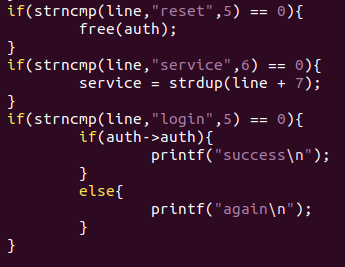 if(strncmp(line,"reset",5) == 0){
        free(auth);
}
if(strncmp(line,"service",6) == 0){
        service = strdup(line + 7);
}
if(strncmp(line,"login",5) == 0){
        if(auth->auth){
                printf("success\n");
        }
        else{
                printf("again\n");
        }
}